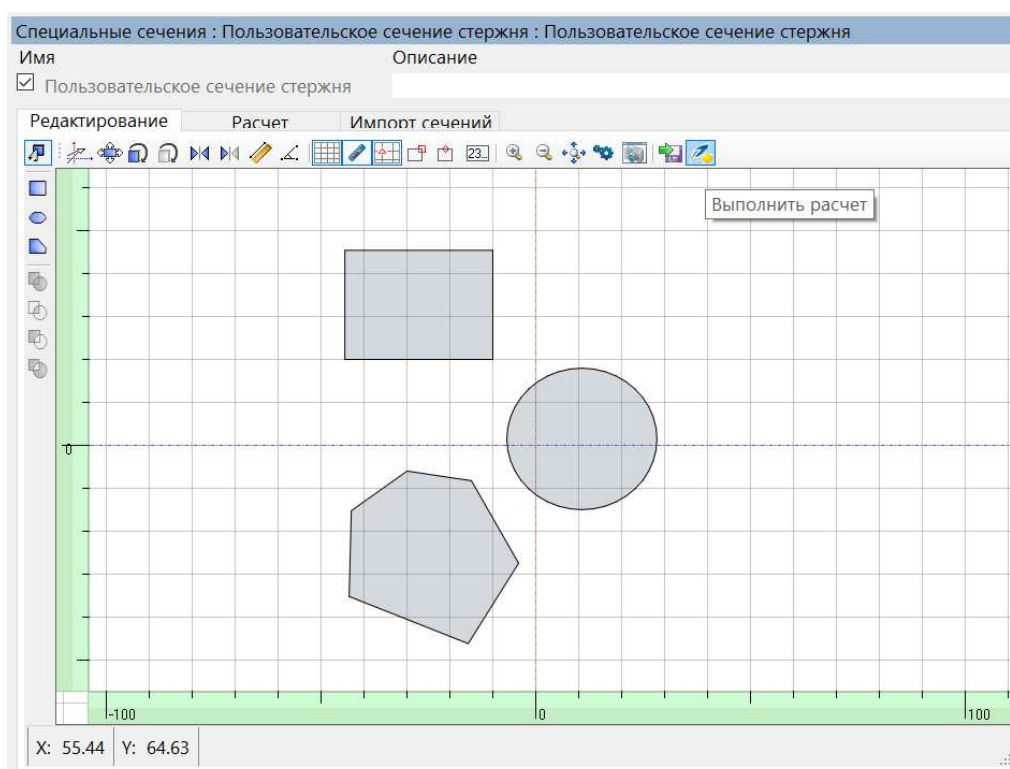 Специальные сечения : Пользовательское сечение стержня : Пользовательское сечение стержня
Имя Описание
Пользовательское сечение стержня
Редактирование Расчет Импорт сечений
23...
Выполнить расчет
0
-100 0 100
X: 55.44 Y: 64.63